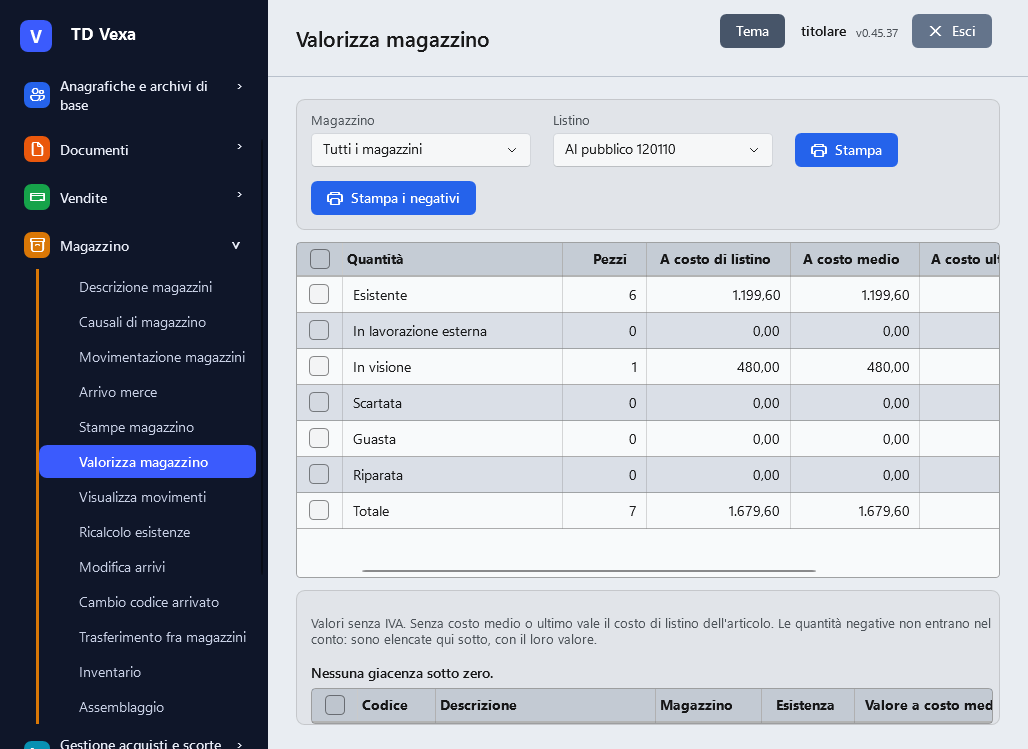 V
TD Vexa
Anagrafiche e archivi di
base
Documenti
Vendite
Magazzino
Descrizione magazzini
Causali di magazzino
Movimentazione magazzini
Arrivo merce
Stampe magazzino
Valorizza magazzino
Visualizza movimenti
Ricalcolo esistenze
Modifica arrivi
Cambio codice arrivato
Trasferimento fra magazzini
Inventario
Assemblaggio
Gestione acquisti e scorte
Valorizza magazzino
Tema titolare v0.45.37 Esci
Magazzino Listino
Tutti i magazzini Al pubblico 120110 Stampa
Stampa i negativi
Quantità Pezzi A costo di listino A costo medio A costo ult
Esistente 6 1.199,60 1.199,60
In lavorazione esterna 0 0,00 0,00
In visione 1 480,00 480,00
Scartata 0 0,00 0,00
Guasta 0 0,00 0,00
Riparata 0 0,00 0,00
Totale 7 1.679,60 1.679,60
Valori senza IVA. Senza costo medio o ultimo vale il costo di listino dell'articolo. Le quantità negative non entrano nel
conto: sono elencate qui sotto, con il loro valore.
Nessuna giacenza sotto zero.
Codice Descrizione Magazzino Esistenza Valore a costo med